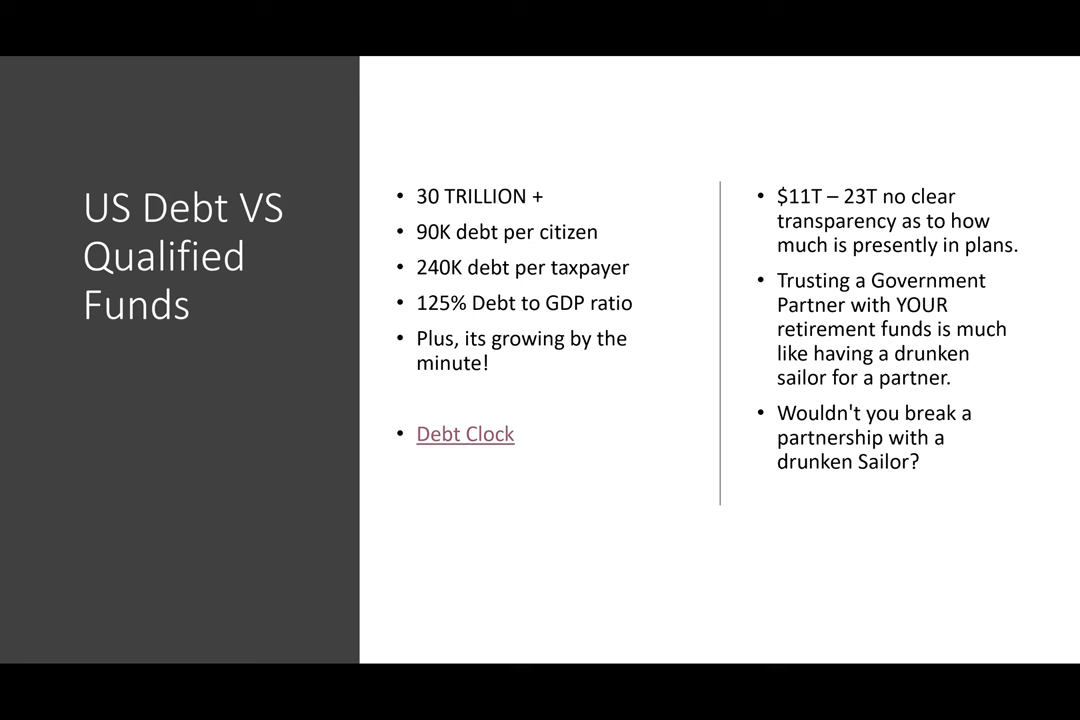 US Debt VS
Qualified
Funds
• 30 TRILLION +
• 90K debt per citizen
• 240K debt per taxpayer
• 125% Debt to GDP ratio
• Plus, its growing by the
minute!
• Debt Clock
• $11T – 23T no clear
transparency as to how
much is presently in plans.
• Trusting a Government
Partner with YOUR
retirement funds is much
like having a drunken
sailor for a partner.
• Wouldn't you break a
partnership with a
drunken Sailor?